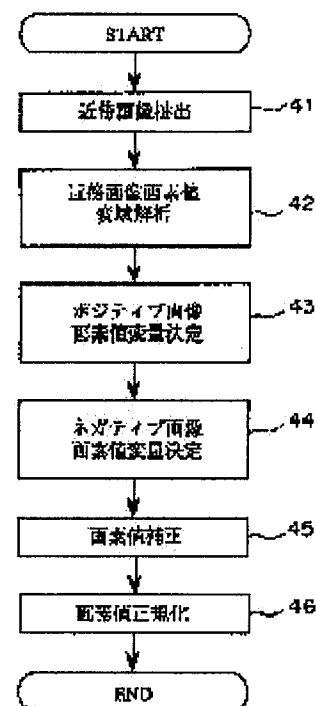 START
近傍画像抽出
41
近傍画像画素値
変域解析
42
ポジティブ画像
画素値変量決定
43
ネガティブ画像
画素値変量決定
44
画素値補正
45
画素値正規化
46
END